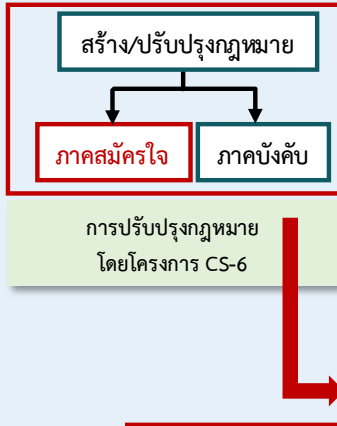 สร้าง/ปรับปรุงกฎหมาย
ภาคสมัครใจ
ภาคบังคับ
การปรับปรุงกฎหมาย
โดยโครงการ CS-6